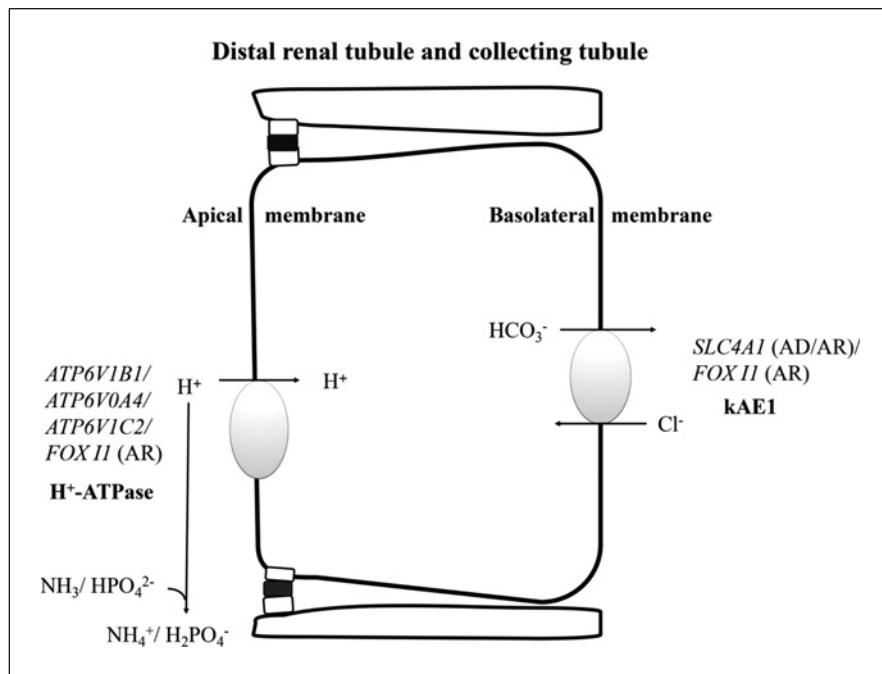 Distal renal tubule and collecting tubule
Apical membrane
Basolateral membrane
HCO₃⁻
SLC4A1 (AD/AR)/
FOX I1 (AR)
kAE1
Cl⁻
ATP6V1B1/
ATP6V0A4/
ATP6V1C2/
FOX I1 (AR)
H⁺-ATPase
H⁺
H⁺
NH₃/ HPO₄²⁻
NH₄⁺/ H₂PO₄⁻